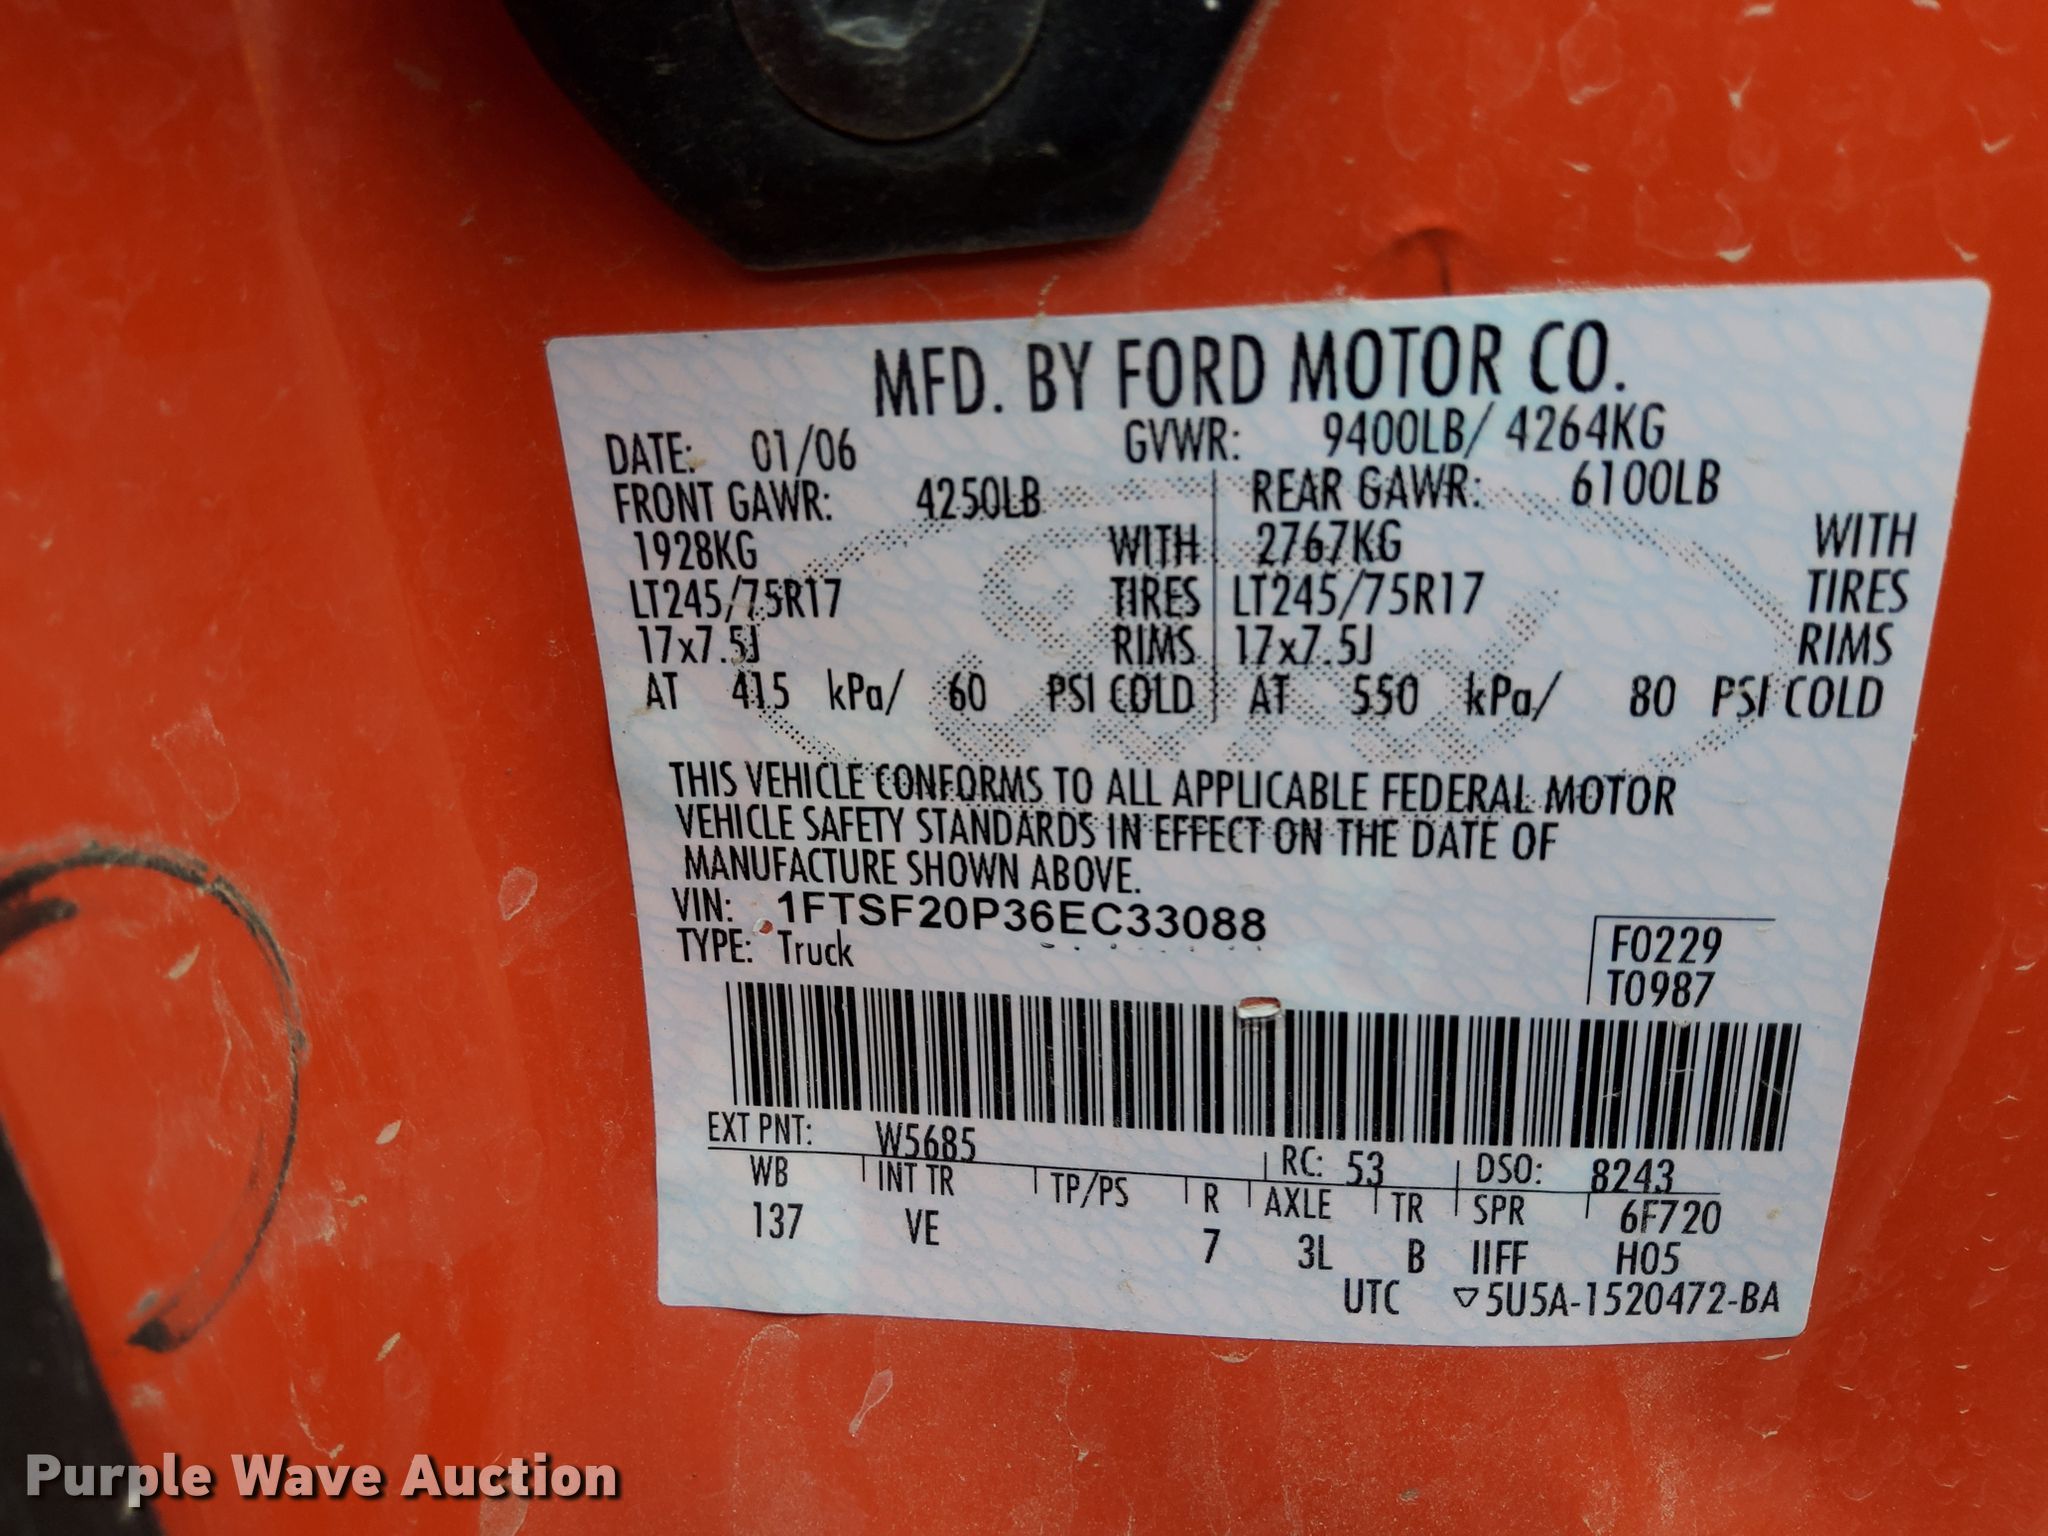 MFD. BY FORD MOTOR CO.
DATE: 01/06 GVWR: 9400LB/ 4264KG
FRONT GAWR: 4250LB REAR GAWR: 6100LB
1928KG WITH 2767KG WITH
LT245/75R17 TIRES LT245/75R17 TIRES
17x7.5J RIMS 17x7.5J RIMS
AT 415 kPa/ 60 PSI COLD AT 550 kPa/ 80 PSI COLD
Ford
THIS VEHICLE CONFORMS TO ALL APPLICABLE FEDERAL MOTOR
VEHICLE SAFETY STANDARDS IN EFFECT ON THE DATE OF
MANUFACTURE SHOWN ABOVE.
VIN: 1FTSF20P36EC33088
TYPE: Truck
F0229
T0987
EXT PNT: W5685 RC: 53 DSO: 8243
WB INT TR TP/PS R AXLE TR SPR 6F720
137 VE 7 3L B IIFF H05
UTC ▽5U5A-1520472-BA
Purple Wave Auction